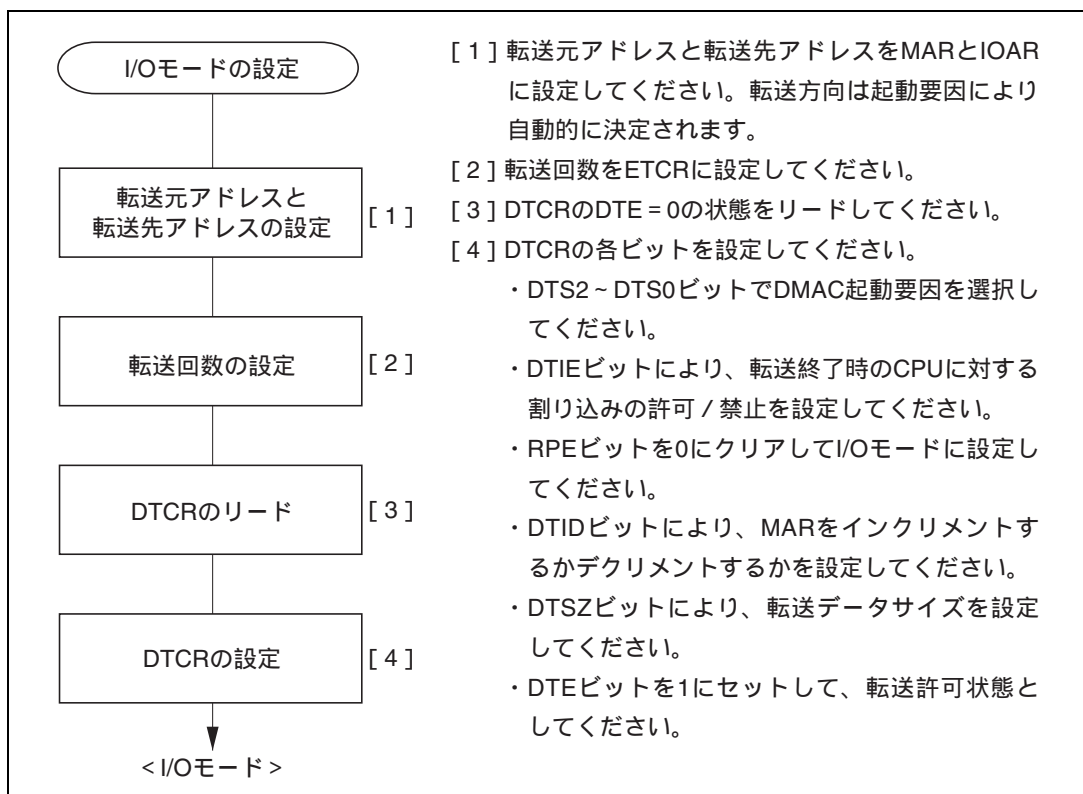 I/Oモードの設定
転送元アドレスと
転送先アドレスの設定
[ 1 ]
転送回数の設定
[ 2 ]
DTCRのリード
[ 3 ]
DTCRの設定
[ 4 ]
<I/Oモード>
[ 1 ] 転送元アドレスと転送先アドレスをMARとIOAR
に設定してください。転送方向は起動要因により
自動的に決定されます。
[ 2 ] 転送回数をETCRに設定してください。
[ 3 ] DTCRのDTE = 0の状態をリードしてください。
[ 4 ] DTCRの各ビットを設定してください。
・DTS2~DTS0ビットでDMAC起動要因を選択し
てください。
・DTIEビットにより、転送終了時のCPUに対する
割り込みの許可/禁止を設定してください。
・RPEビットを0にクリアしてI/Oモードに設定し
てください。
・DTIDビットにより、MARをインクリメントす
るかデクリメントするかを設定してください。
・DTSZビットにより、転送データサイズを設定
してください。
・DTEビットを1にセットして、転送許可状態と
してください。